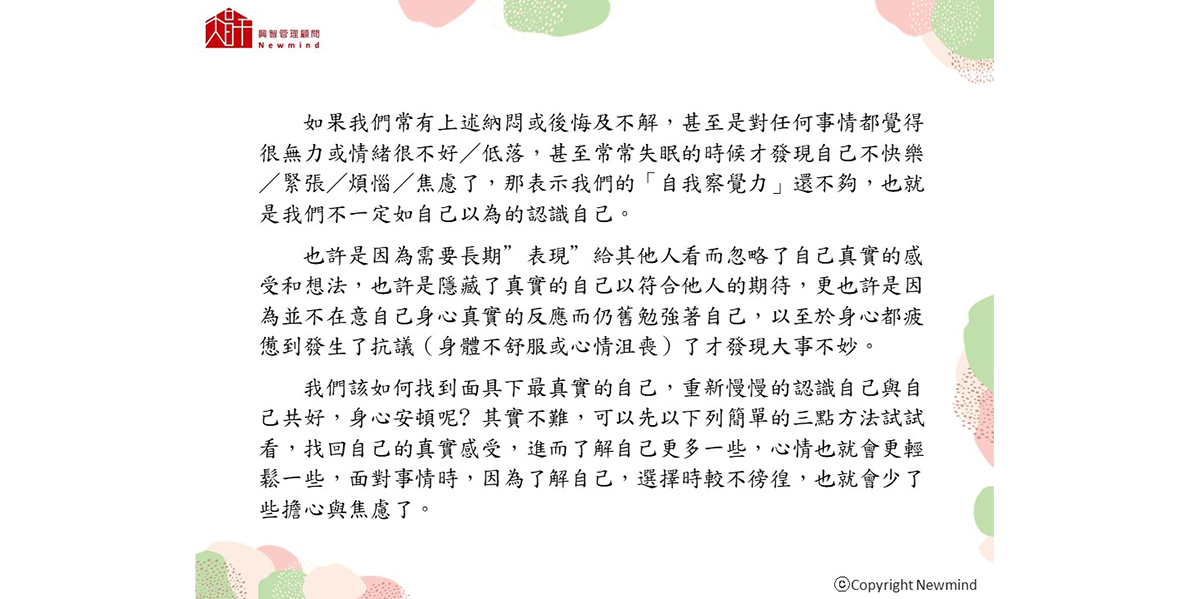 興智管理顧問
Newmind
如果我們常有上述納悶或後悔及不解，甚至是對任何事情都覺得
很無力或情緒很不好／低落，甚至常常失眠的時候才發現自己不快樂
／緊張／煩惱／焦慮了，那表示我們的「自我察覺力」還不夠，也就
是我們不一定如自己以為的認識自己。
也許是因為需要長期”表現”給其他人看而忽略了自己真實的感
受和想法，也許是隱藏了真實的自己以符合他人的期待，更也許是因
為並不在意自己身心真實的反應而仍舊勉強著自己，以至於身心都疲
憊到發生了抗議（身體不舒服或心情沮喪）了才發現大事不妙。
我們該如何找到面具下最真實的自己，重新慢慢的認識自己與自
己共好，身心安頓呢? 其實不難，可以先以下列簡單的三點方法試試
看，找回自己的真實感受，進而了解自己更多一些，心情也就會更輕
鬆一些，面對事情時，因為了解自己，選擇時較不徬徨，也就會少了
些擔心與焦慮了。
ⓒCopyright Newmind